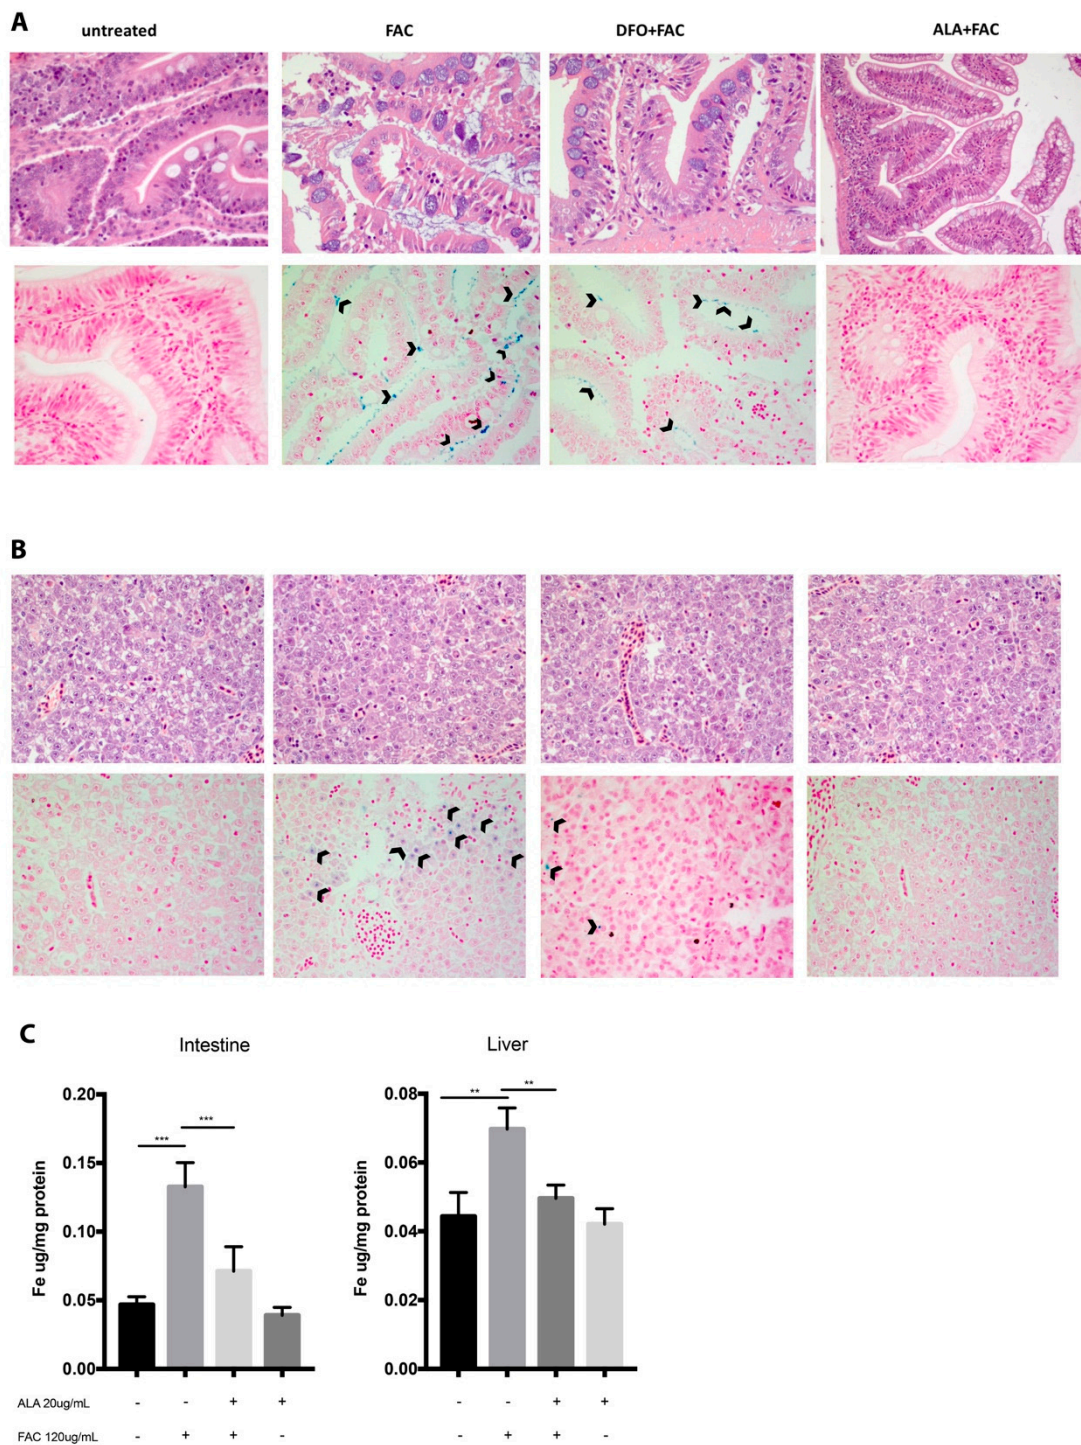 A
untreated FAC DFO+FAC ALA+FAC
B
C
Intestine Liver
Fe ug/mg protein
0.20
0.15
0.10
0.05
0.00
***
***
Fe ug/mg protein
0.08
0.06
0.04
0.02
0.00
**
**
ALA 20ug/mL - - + + - - + +
FAC 120ug/mL - + + - - + + -